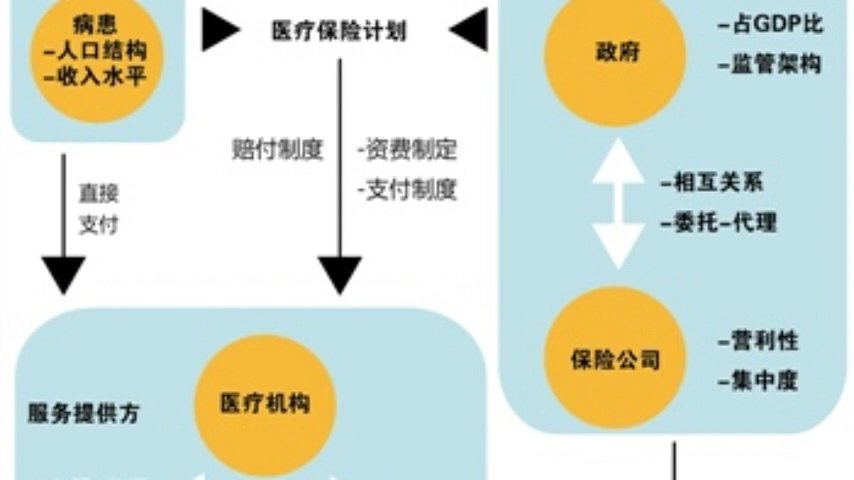 病患
-人口结构
-收入水平
医疗保险计划
政府
-占GDP比
-监管架构
赔付制度
-资费制定
-支付制度
直接
支付
-相互关系
-委托-代理
保险公司
-营利性
-集中度
服务提供方
医疗机构